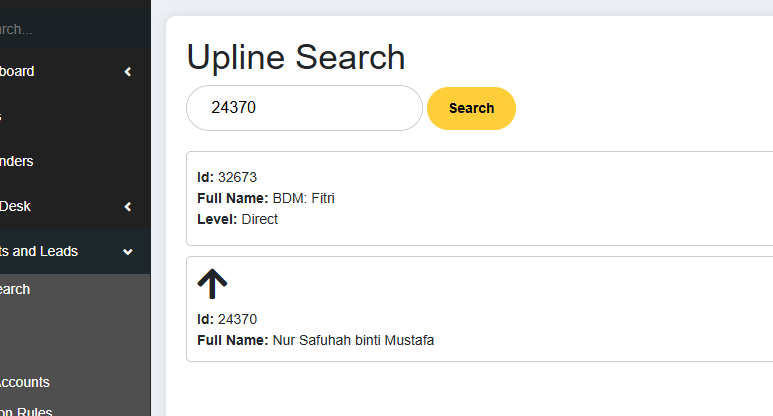 rch...
Upline Search
board
24370
Search
s
nders
Id: 32673
Full Name: BDM: Fitri
Desk
Level: Direct
ts and Leads
earch
Id: 24370
Full Name: Nur Safuhah binti Mustafa
Accounts
on Rules